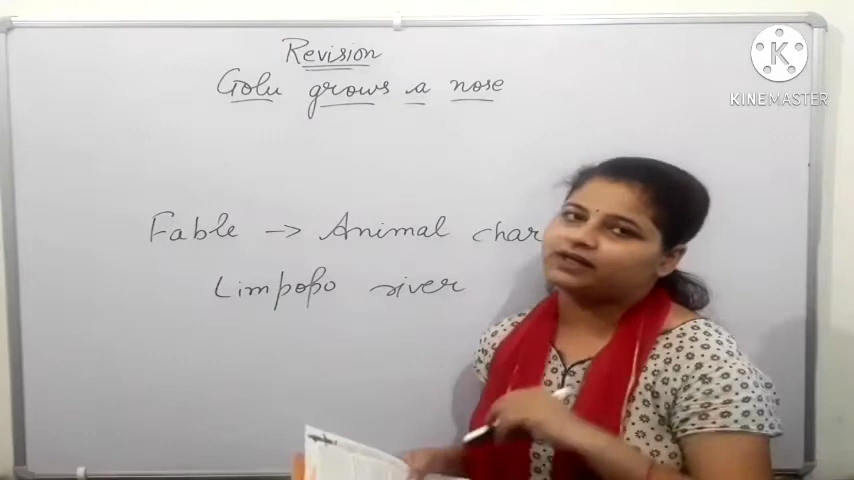 Revision
Golu grows a nose
Fable → Animal char
Limpopo river
KINEMASTER